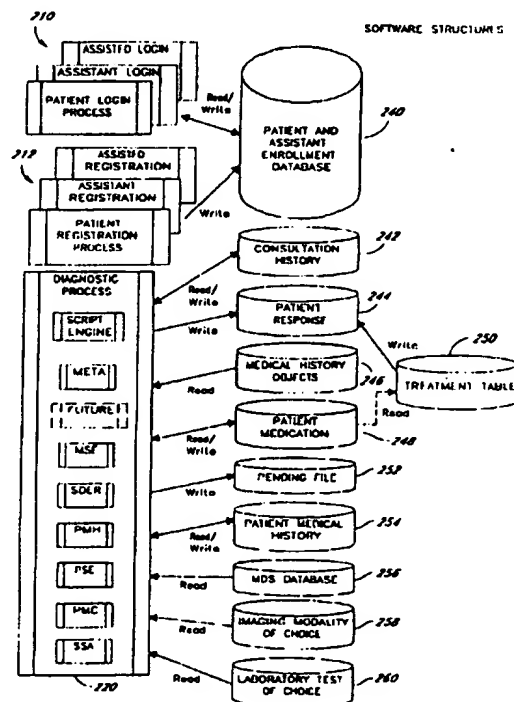 SOFTWARE STRUCTURES
210
ASSISTED LOGIN
ASSISTANT LOGIN
PATIENT LOGIN
PROCESS
Read/
Write
PATIENT AND
ASSISTANT
ENROLLMENT
DATABASE
240
212
ASSISTED
REGISTRATION
ASSISTANT
REGISTRATION
PATIENT
REGISTRATION
PROCESS
Write
DIAGNOSTIC
PROCESS
SCRIPT
ENGINE
META
FUTURE
PMH
SSA
220
Read/
Write
CONSULTATION
HISTORY
242
Write
PATIENT
RESPONSE
244
Write
250
TREATMENT TABLE
Read
Read
MEDICAL HISTORY
OBJECTS
246
Read/
Write
PATIENT
MEDICATION
248
Write
PENDING FILE
252
Read/
Write
PATIENT MEDICAL
HISTORY
254
Read
MDS DATABASE
256
Read
IMAGING MODALITY
OF CHOICE
258
Read
LABORATORY TEST
OF CHOICE
260